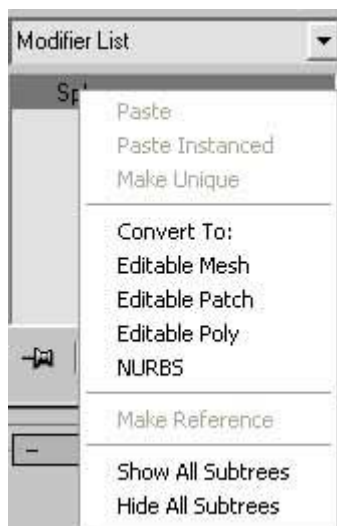 Modifier List
Paste
Paste Instanced
Make Unique
Convert To:
Editable Mesh
Editable Patch
Editable Poly
NURBS
Make Reference
Show All Subtrees
Hide All Subtrees